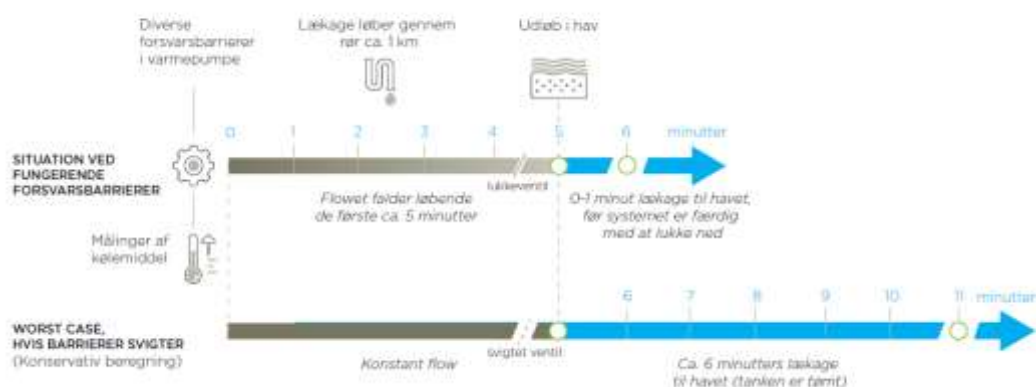 Diverse
forsvarsbarrierer
i varmepumpe
Lækage løber gennem
rør ca. 1 km
Udløb i hav
0 1 2 3 4 5 6 minutter
SITUATION VED
FUNGERENDE
FORSVARSBARRIERER
lukkeventil
Flowet falder løbende
de første ca. 5 minutter
0-1 minut lækage til havet,
før systemet er færdig
med at lukke ned
Målinger af
kølemiddel
6 7 8 9 10 11 minutter
WORST CASE,
HVIS BARRIERER SVIGTER
(Konservativ beregning)
svigtet ventil
Konstant flow
Ca. 6 minutters lækage
til havet (tanken er tømt)